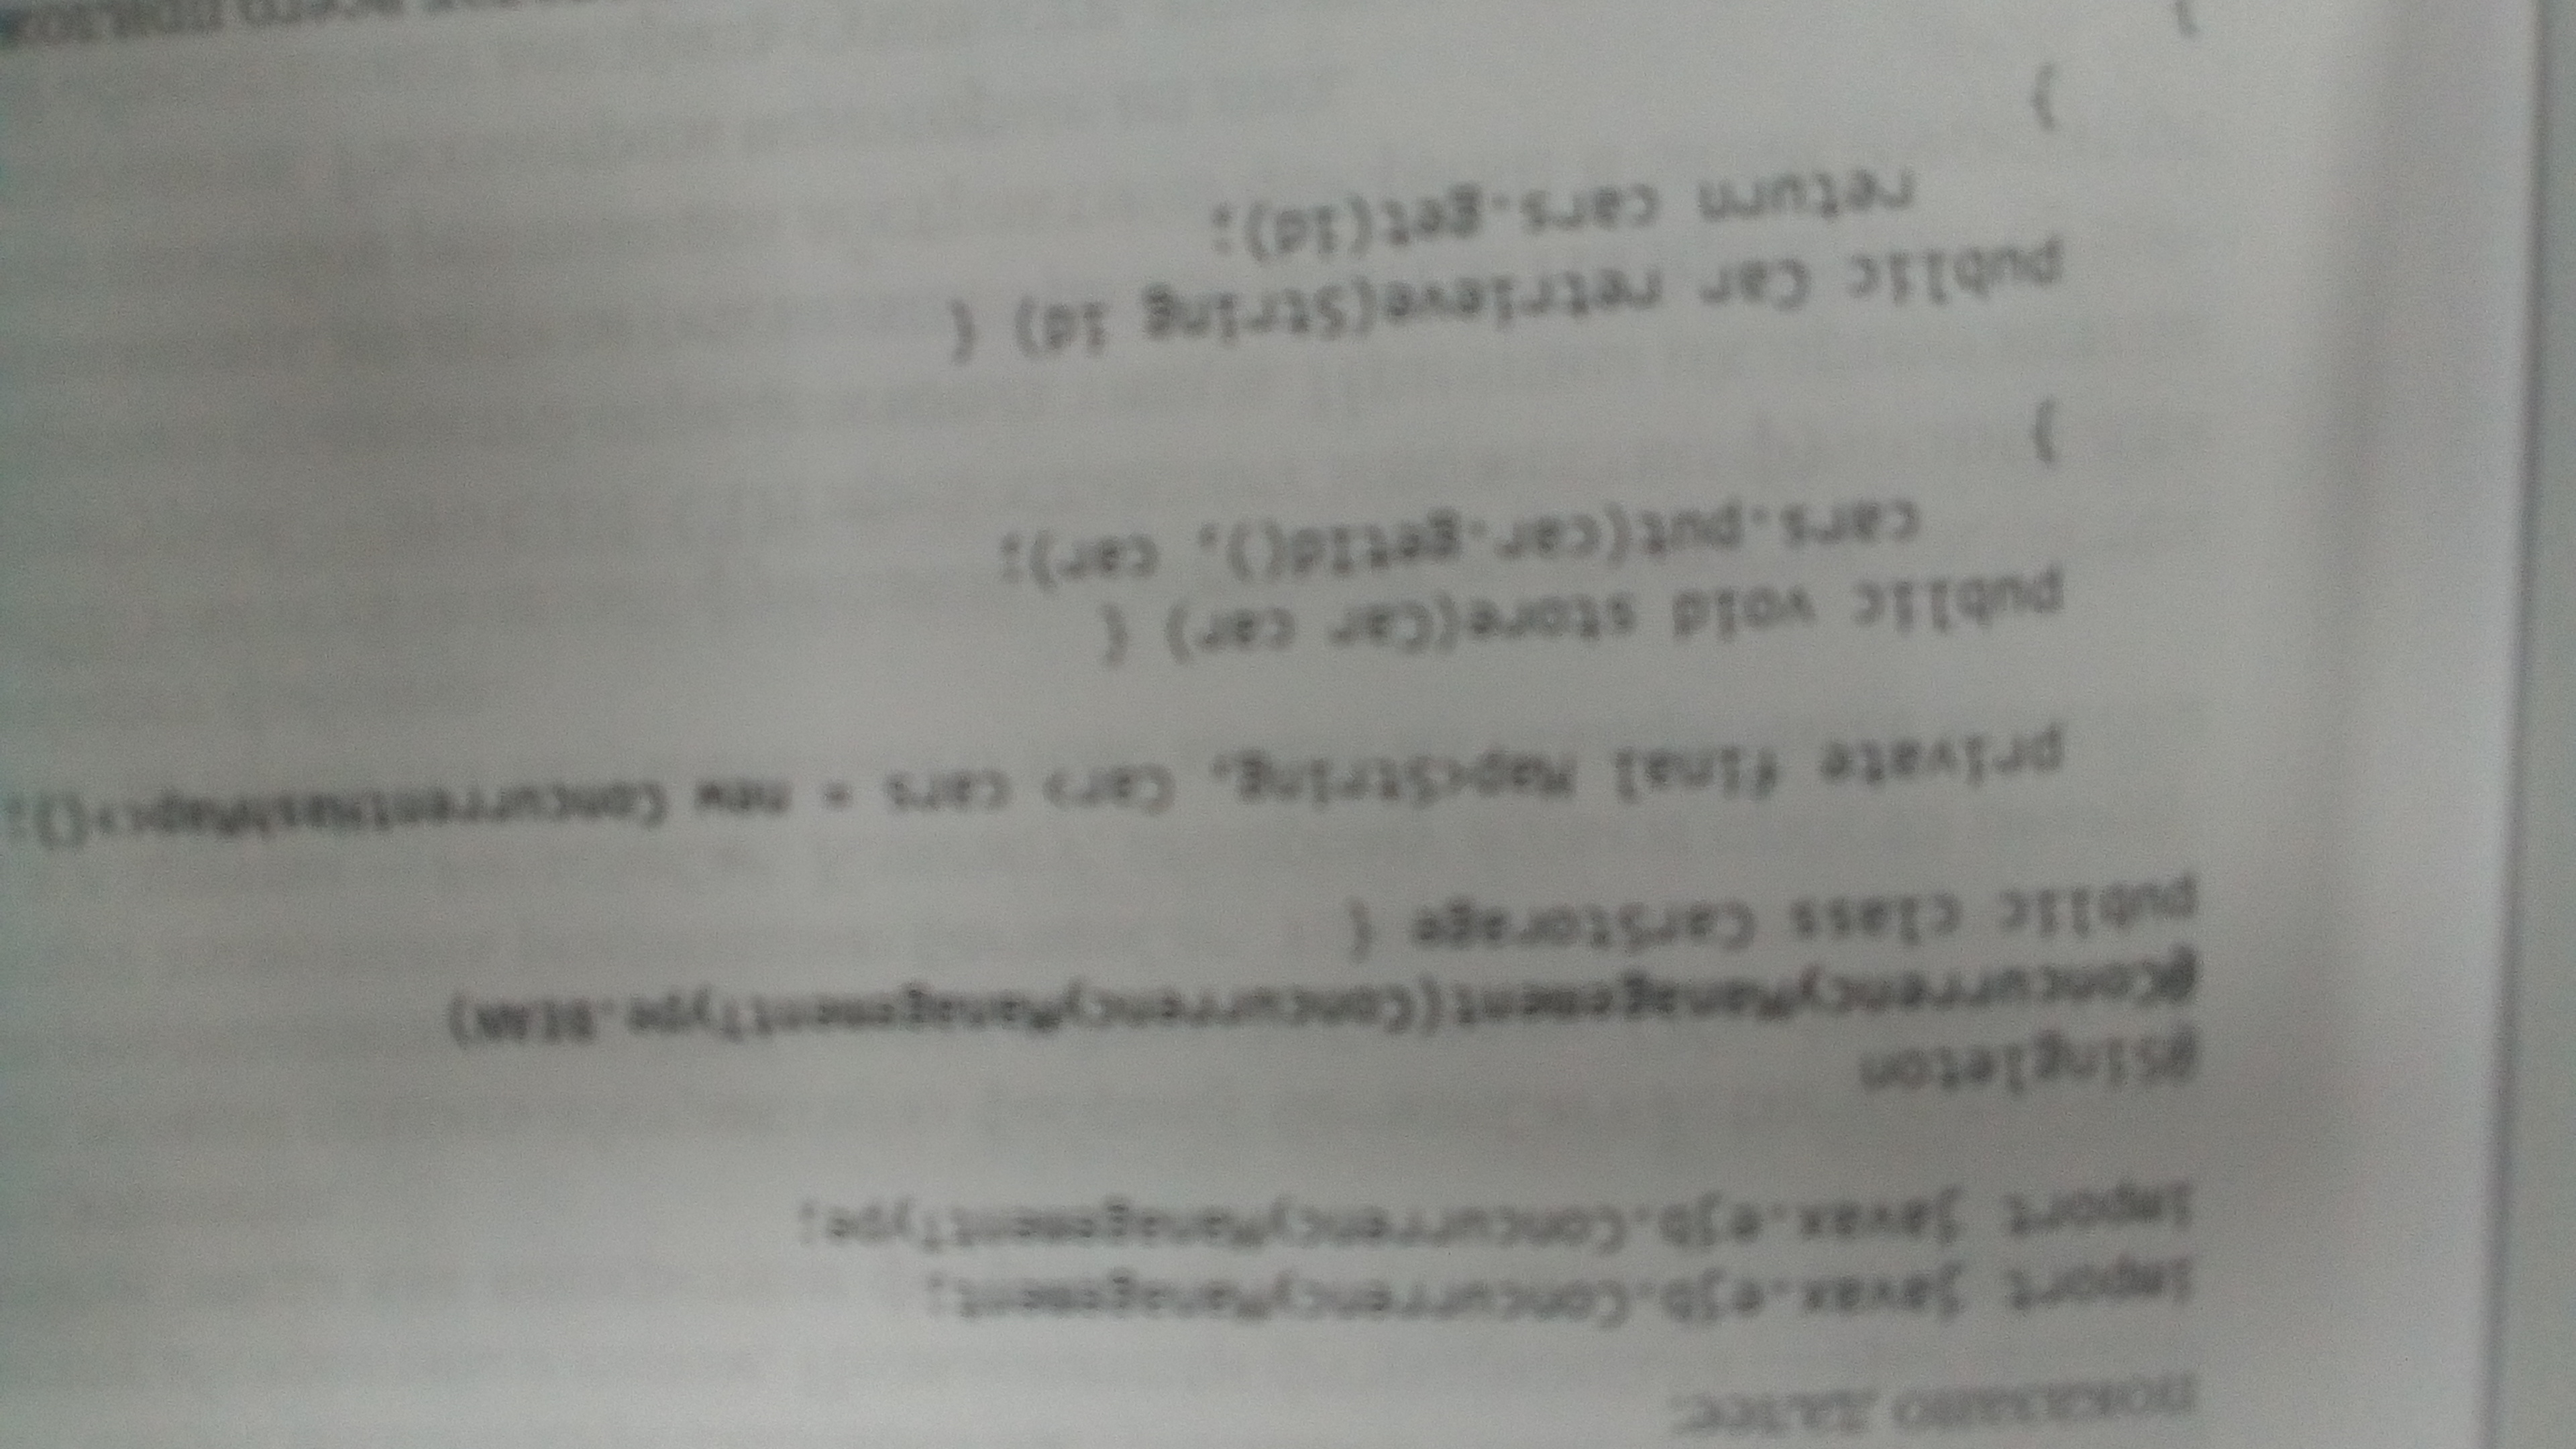 показано далее:
import javax.ejb.ConcurrencyManagement;
import javax.ejb.ConcurrencyManagementType;
@Singleton
@ConcurrencyManagement(ConcurrencyManagementType.BEAN)
public class CarStorage {
private final Map<String, Car> cars = new ConcurrentHashMap<>();
public void store(Car car) {
cars.put(car.getId(), car);
}
public Car retrieve(String id) {
return cars.get(id);
}
}